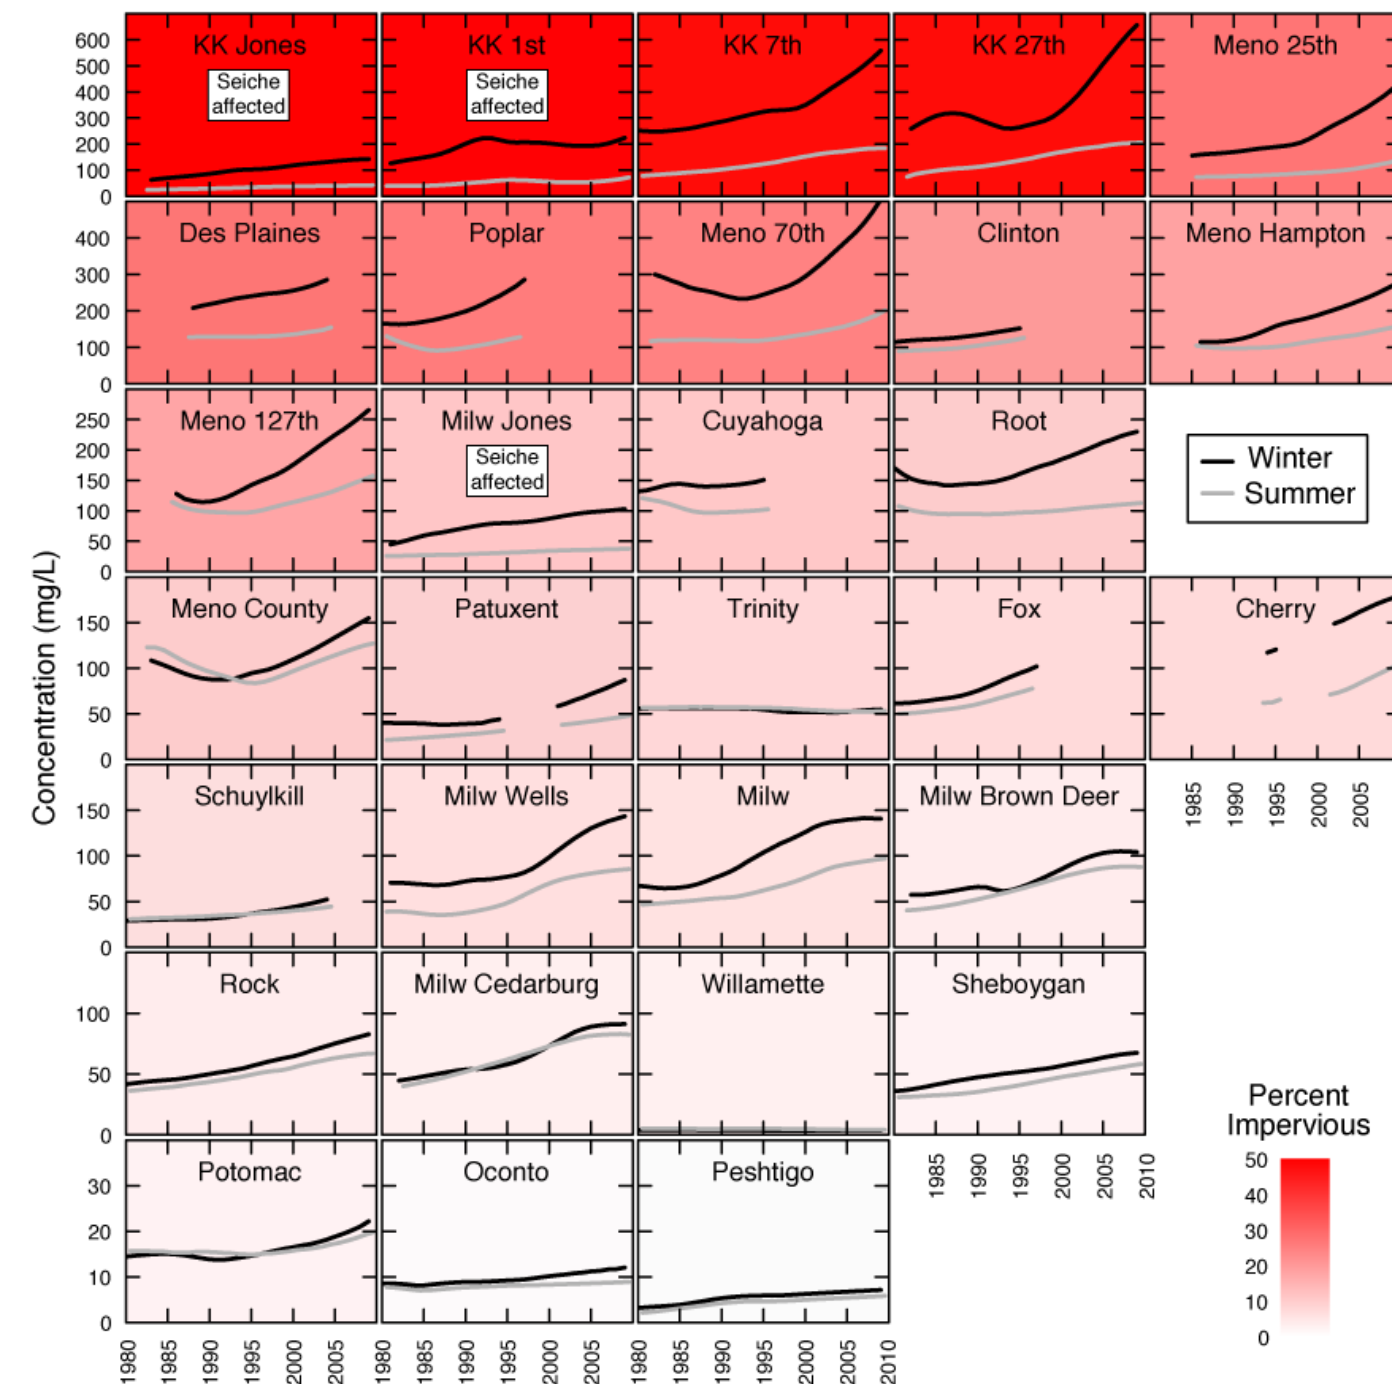 KK Jones
KK 1st
KK 7th
KK 27th
Meno 25th
Seiche
affected
Seiche
affected
600
500
400
300
200
100
0
Des Plaines
Poplar
Meno 70th
Clinton
Meno Hampton
400
300
200
100
0
Meno 127th
Milw Jones
Cuyahoga
Root
Seiche
affected
250
200
150
100
50
0
Winter
Summer
Concentration (mg/L)
Meno County
Patuxent
Trinity
Fox
Cherry
150
100
50
0
1985
1990
1995
2000
2005
Schuylkill
Milw Wells
Milw
Milw Brown Deer
150
100
50
0
Rock
Milw Cedarburg
Willamette
Sheboygan
100
50
0
1985
1990
1995
2000
2005
2010
Potomac
Oconto
Peshtigo
30
20
10
0
1980
1985
1990
1995
2000
2005
1980
1985
1990
1995
2000
2005
1980
1985
1990
1995
2000
2005
2010
Percent
Impervious
50
40
30
20
10
0